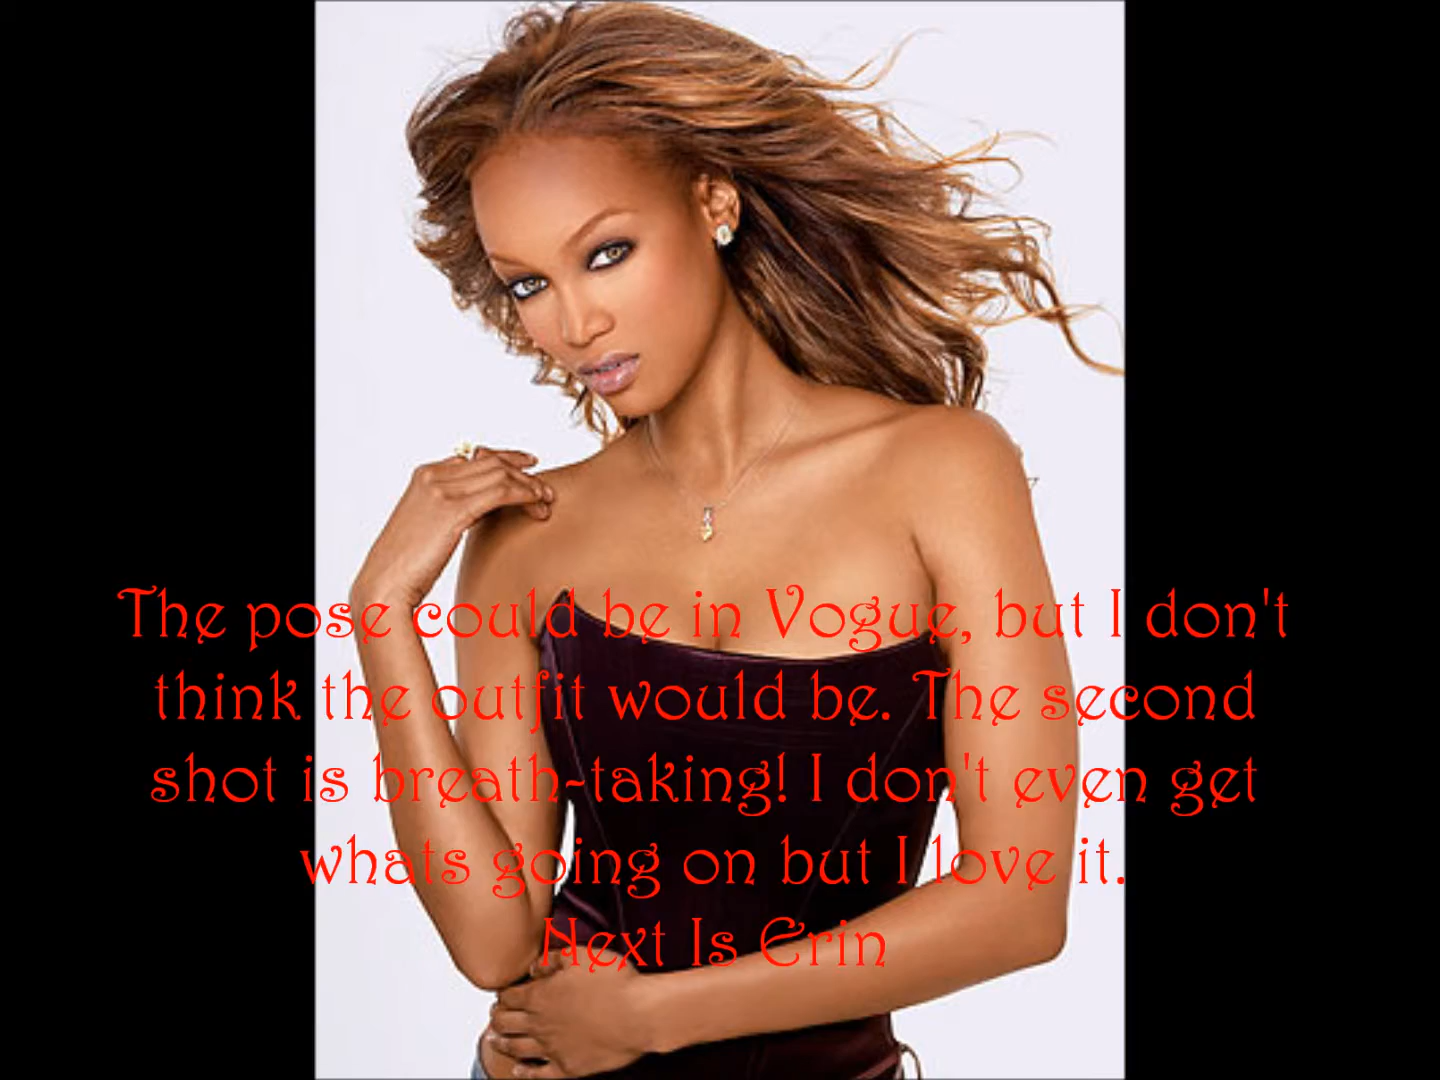 The pose could be in Vogue, but I don't
think the outfit would be. The second
shot is breath-taking! I don't even get
whats going on but I love it.
Next Is Erin